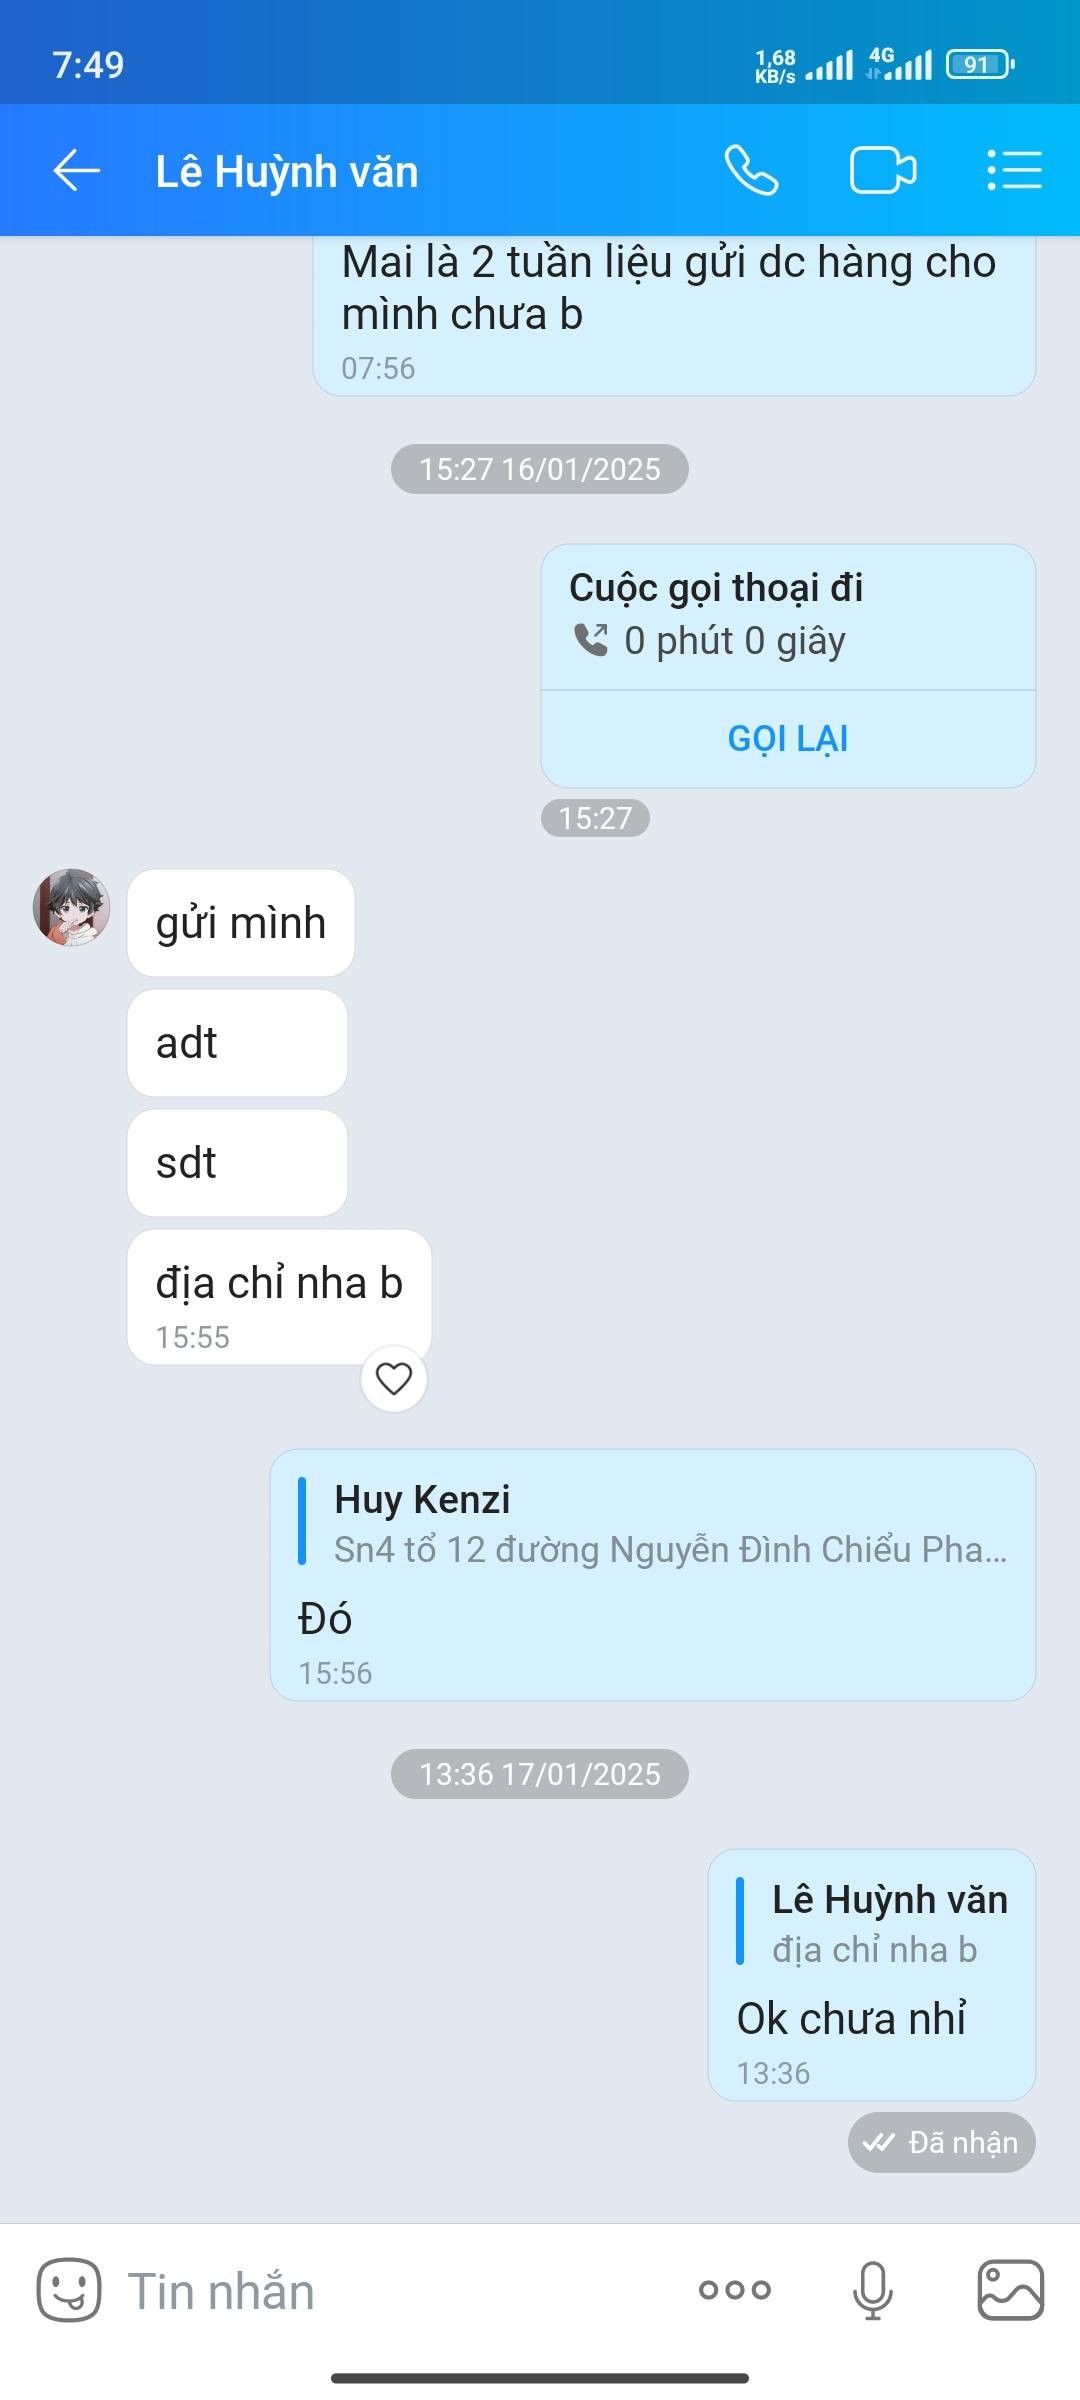 7:49
1,68
KB/s
4G
91
Lê Huỳnh văn
Mai là 2 tuần liệu gửi dc hàng cho
mình chưa b
07:56
15:27 16/01/2025
Cuộc gọi thoại đi
0 phút 0 giây
GỌI LẠI
15:27
gửi mình
adt
sdt
địa chỉ nha b
15:55
Huy Kenzi
Sn4 tổ 12 đường Nguyễn Đình Chiểu Pha...
Đó
15:56
13:36 17/01/2025
Lê Huỳnh văn
địa chỉ nha b
Ok chưa nhỉ
13:36
Đã nhận
Tin nhắn